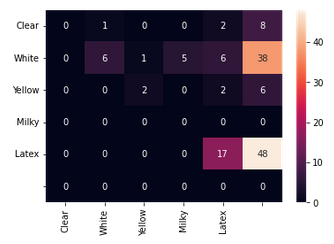 Clear 0 1 0 0 2 8
White 0 6 1 5 6 38
Yellow 0 0 2 0 2 6
Milky 0 0 0 0 0 0
Latex 0 0 0 0 17 48
0 0 0 0 0 0
Clear White Yellow Milky Latex
40
30
20
10
0